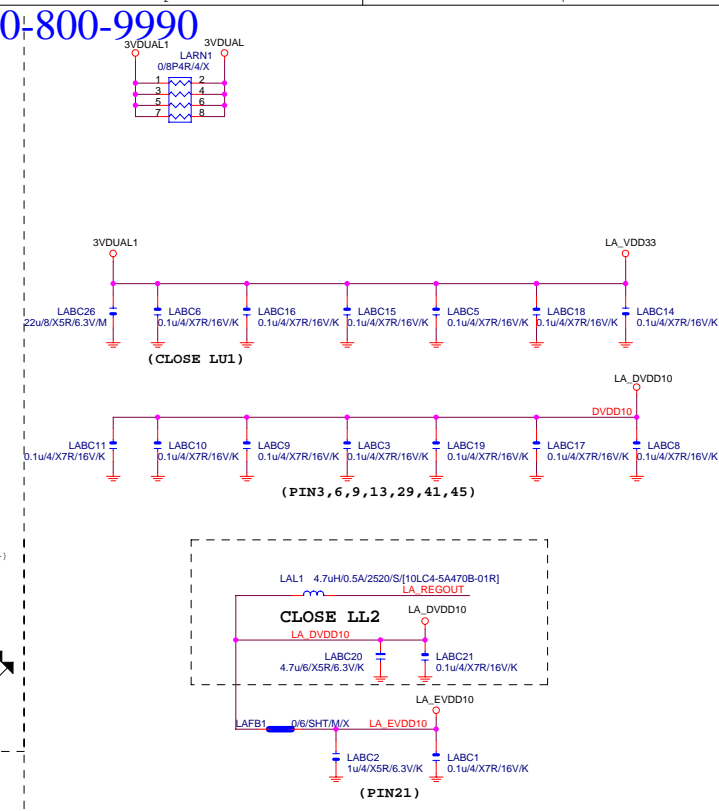 0-800-9990
3VDUAL1 3VDUAL
LARN1
0/8P4R/4/X
1 2
3 4
5 6
7 8
3VDUAL1 LA_VDD33
LABC26 LABC6 LABC16 LABC15 LABC5 LABC18 LABC14
22u/8/X5R/6.3V/M 0.1u/4/X7R/16V/K 0.1u/4/X7R/16V/K 0.1u/4/X7R/16V/K 0.1u/4/X7R/16V/K 0.1u/4/X7R/16V/K 0.1u/4/X7R/16V/K
(CLOSE LU1)
LA_DVDD10
DVDD10
LABC11 LABC10 LABC9 LABC3 LABC19 LABC17 LABC8
0.1u/4/X7R/16V/K 0.1u/4/X7R/16V/K 0.1u/4/X7R/16V/K 0.1u/4/X7R/16V/K 0.1u/4/X7R/16V/K 0.1u/4/X7R/16V/K 0.1u/4/X7R/16V/K
(PIN3,6,9,13,29,41,45)
LAL1 4.7uH/0.5A/2520/S/[10LC4-5A470B-01R]
LA_REGOUT
CLOSE LL2
LA_DVDD10
LA_DVDD10
LABC20 LABC21
4.7u/6/X5R/6.3V/K 0.1u/4/X7R/16V/K
LA_EVDD10
LAFB1 0/6/SHT/M/X LA_EVDD10
LABC2 LABC1
1u/4/X5R/6.3V/K 0.1u/4/X7R/16V/K
(PIN21)